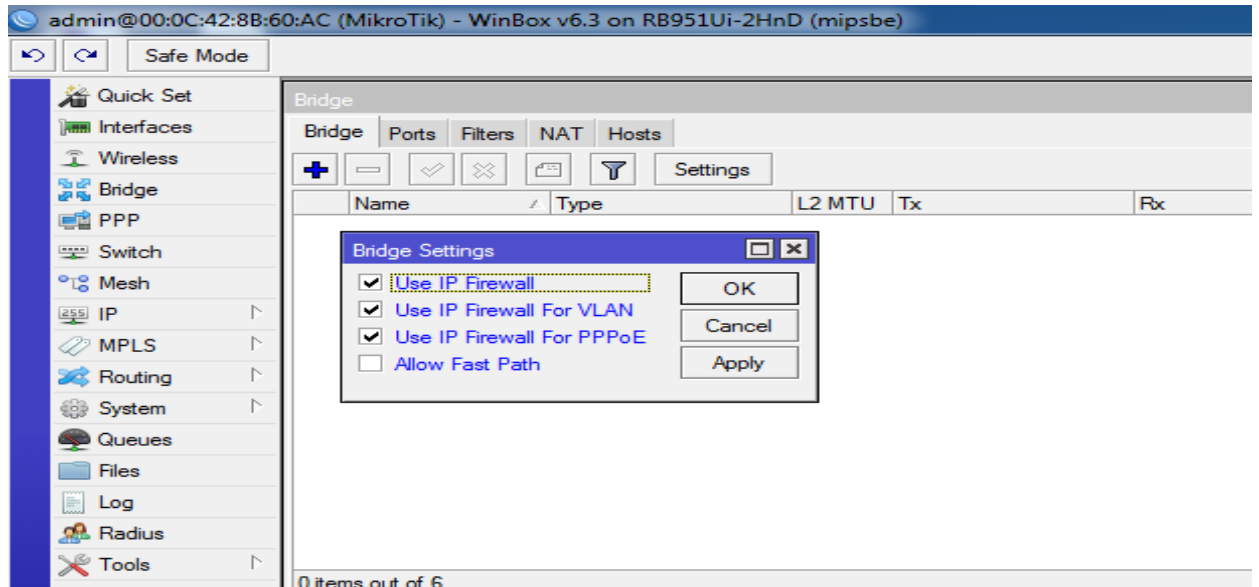 admin@00:0C:42:8B:60:AC (MikroTik) - WinBox v6.3 on RB951Ui-2HnD (mipsbe)
Safe Mode
Quick Set
Interfaces
Wireless
Bridge
PPP
Switch
Mesh
255 IP
MPLS
Routing
System
Queues
Files
Log
Radius
Tools
Bridge
Bridge Ports Filters NAT Hosts
Settings
Name Type L2 MTU Tx Rx
Bridge Settings
Use IP Firewall
Use IP Firewall For VLAN
Use IP Firewall For PPPoE
Allow Fast Path
OK
Cancel
Apply
0 items out of 6